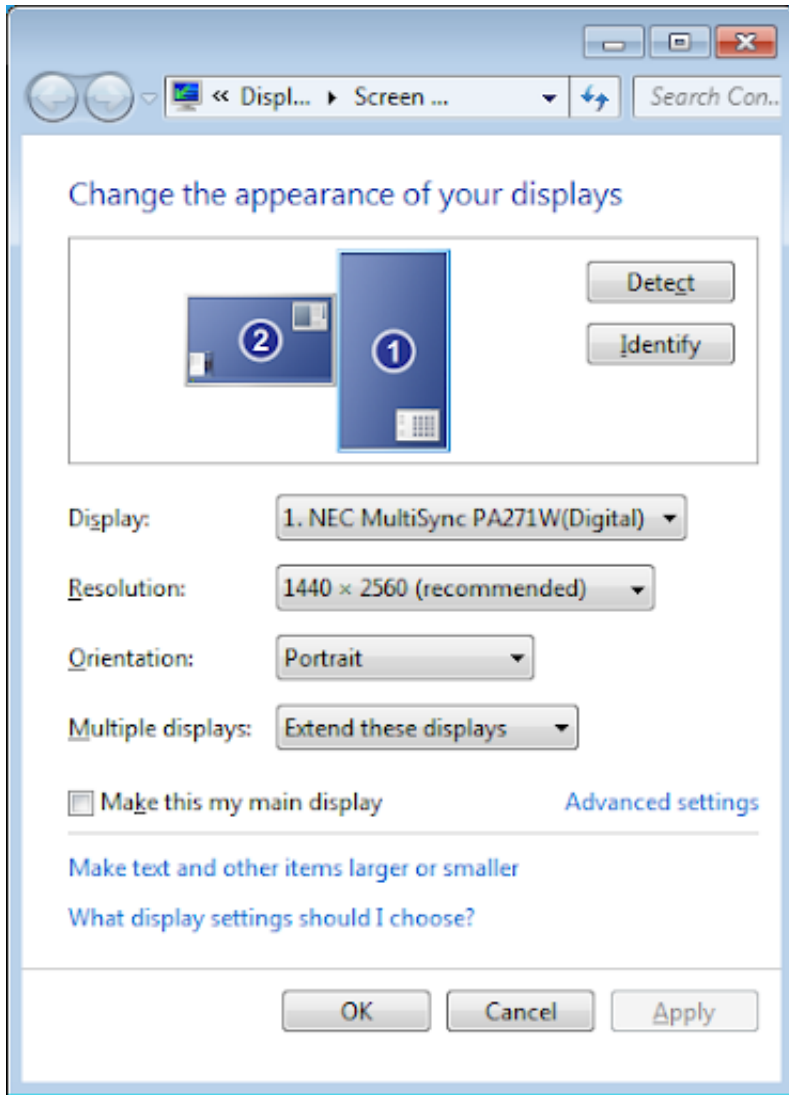 « Displ... Screen ... Search Con..
Change the appearance of your displays
2 1
Detect
Identify
Display: 1. NEC MultiSync PA271W(Digital)
Resolution: 1440 × 2560 (recommended)
Orientation: Portrait
Multiple displays: Extend these displays
Make this my main display Advanced settings
Make text and other items larger or smaller
What display settings should I choose?
OK Cancel Apply